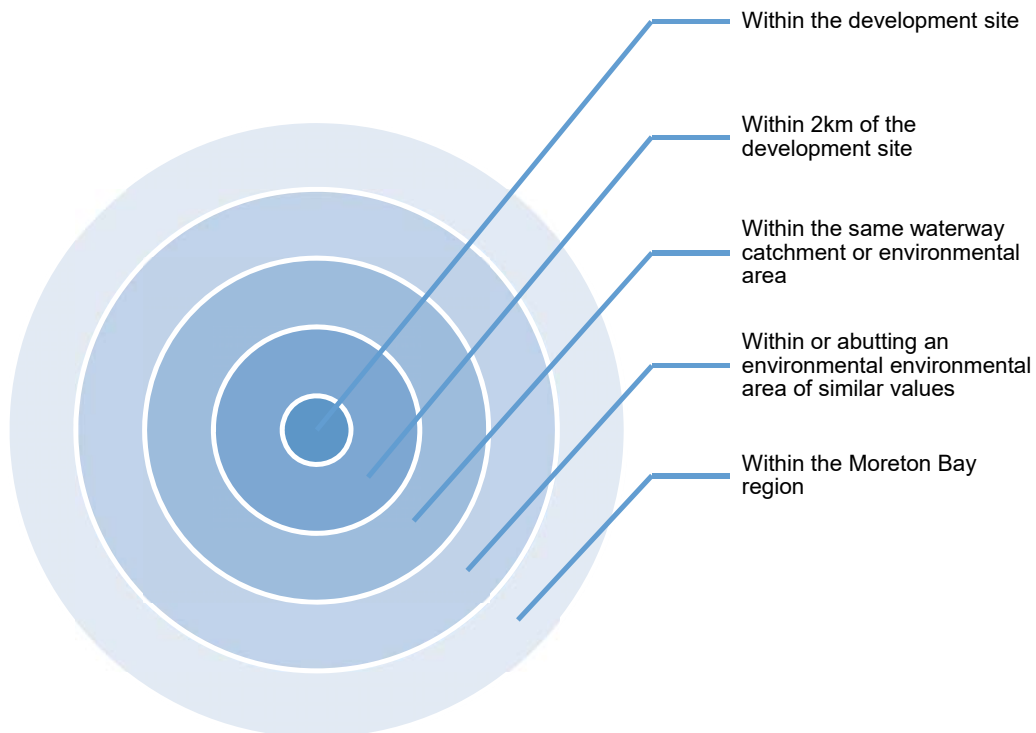 Within the development site
Within 2km of the
development site
Within the same waterway
catchment or environmental
area
Within or abutting an
environmental environmental
area of similar values
Within the Moreton Bay
region